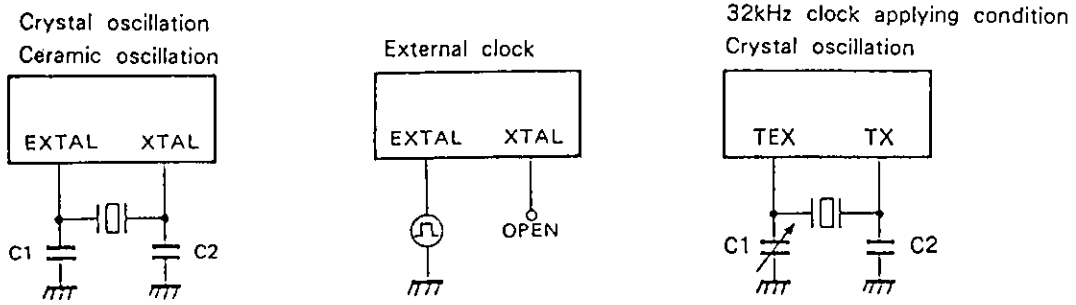 Crystal oscillation
Ceramic oscillation
EXTAL XTAL
C1 C2
External clock
EXTAL XTAL
OPEN
32kHz clock applying condition
Crystal oscillation
TEX TX
C1 C2